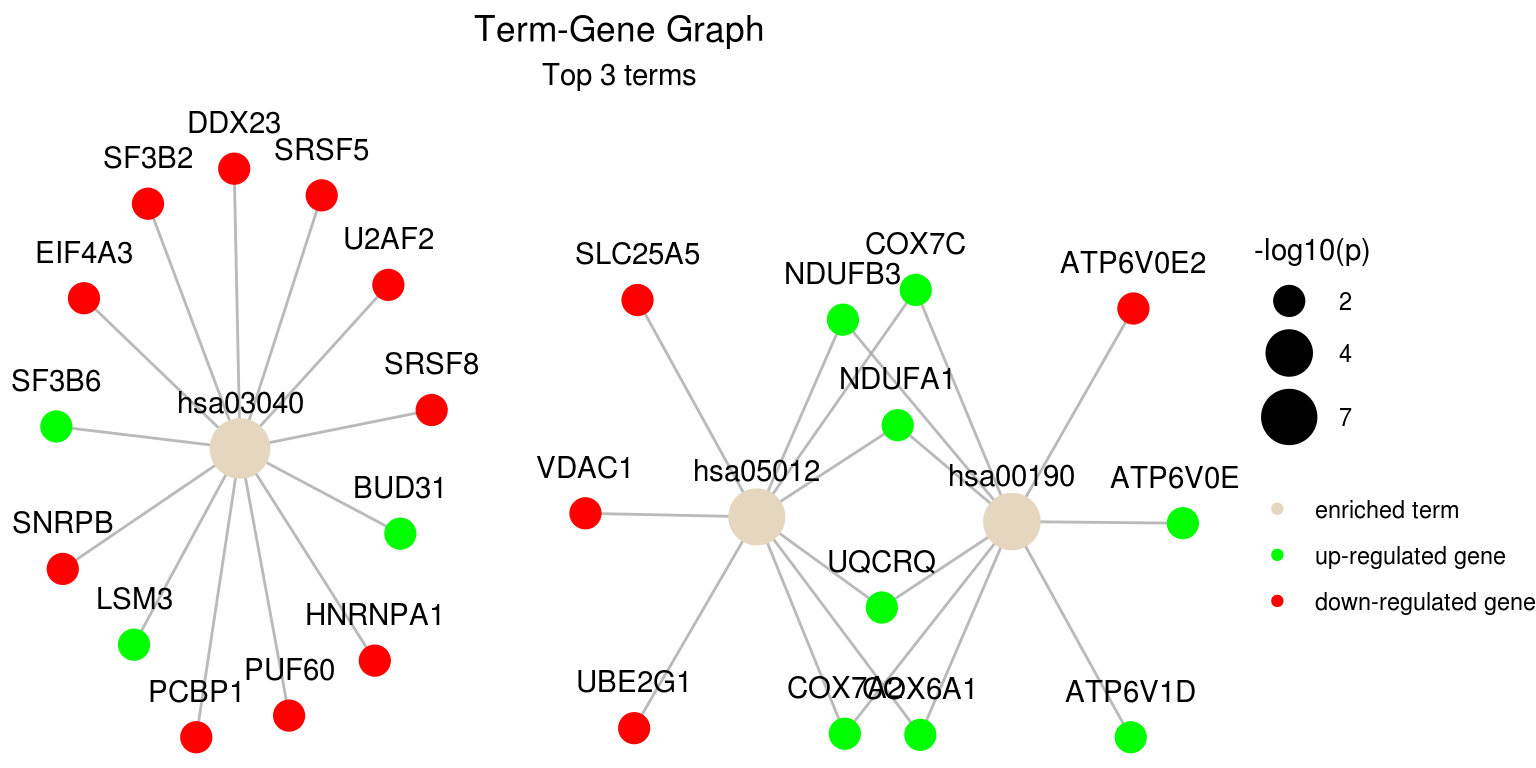 Term-Gene Graph
Top 3 terms
DDX23
SF3B2
SRSF5
EIF4A3
U2AF2
SF3B6
SRSF8
hsa03040
SNRPB
BUD31
LSM3
HNRNPA1
PCBP1
PUF60
SLC25A5
NDUFB3
COX7C
ATP6V0E2
NDUFA1
VDAC1
hsa05012
hsa00190
ATP6V0E
UQCRQ
UBE2G1
COX7A2
COX6A1
ATP6V1D
-log10(p)
2
4
7
enriched term
up-regulated gene
down-regulated gene